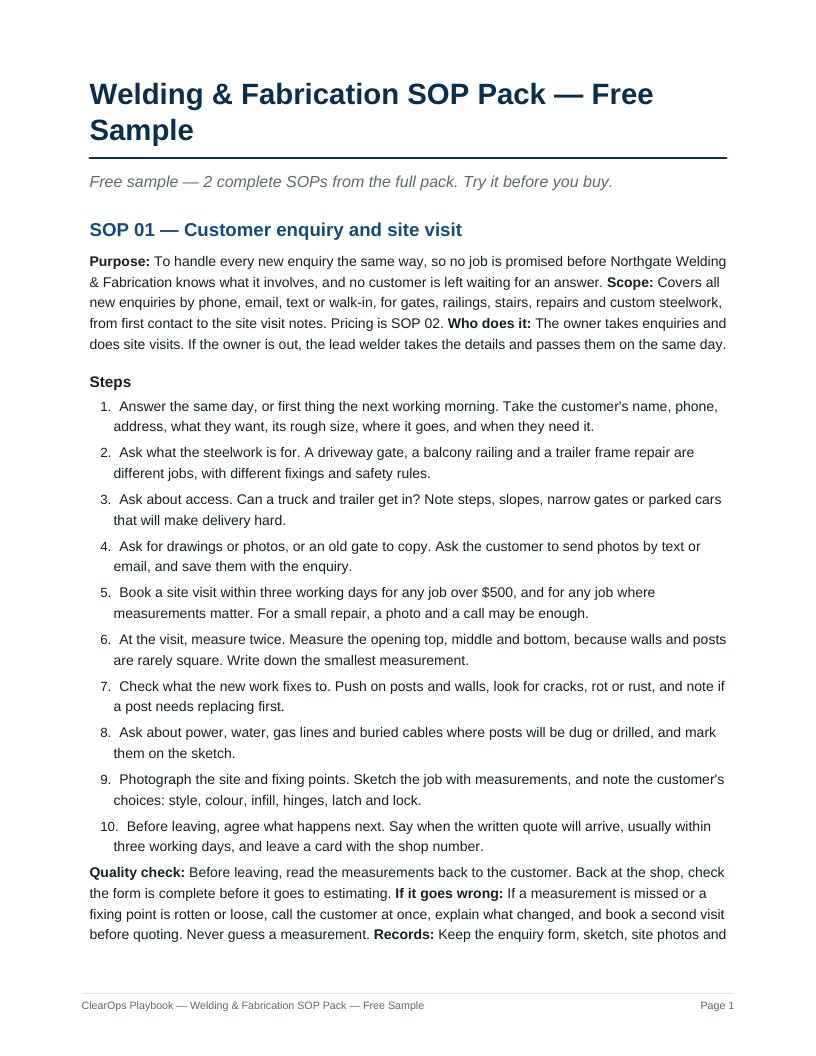 Welding & Fabrication SOP Pack — Free
Sample
Free sample — 2 complete SOPs from the full pack. Try it before you buy.
SOP 01 — Customer enquiry and site visit
Purpose: To handle every new enquiry the same way, so no job is promised before Northgate Welding
& Fabrication knows what it involves, and no customer is left waiting for an answer. Scope: Covers all
new enquiries by phone, email, text or walk-in, for gates, railings, stairs, repairs and custom steelwork,
from first contact to the site visit notes. Pricing is SOP 02. Who does it: The owner takes enquiries and
does site visits. If the owner is out, the lead welder takes the details and passes them on the same day.
Steps
1. Answer the same day, or first thing the next working morning. Take the customer's name, phone,
address, what they want, its rough size, where it goes, and when they need it.
2. Ask what the steelwork is for. A driveway gate, a balcony railing and a trailer frame repair are
different jobs, with different fixings and safety rules.
3. Ask about access. Can a truck and trailer get in? Note steps, slopes, narrow gates or parked cars
that will make delivery hard.
4. Ask for drawings or photos, or an old gate to copy. Ask the customer to send photos by text or
email, and save them with the enquiry.
5. Book a site visit within three working days for any job over $500, and for any job where
measurements matter. For a small repair, a photo and a call may be enough.
6. At the visit, measure twice. Measure the opening top, middle and bottom, because walls and posts
are rarely square. Write down the smallest measurement.
7. Check what the new work fixes to. Push on posts and walls, look for cracks, rot or rust, and note if
a post needs replacing first.
8. Ask about power, water, gas lines and buried cables where posts will be dug or drilled, and mark
them on the sketch.
9. Photograph the site and fixing points. Sketch the job with measurements, and note the customer's
choices: style, colour, infill, hinges, latch and lock.
10. Before leaving, agree what happens next. Say when the written quote will arrive, usually within
three working days, and leave a card with the shop number.
Quality check: Before leaving, read the measurements back to the customer. Back at the shop, check
the form is complete before it goes to estimating. If it goes wrong: If a measurement is missed or a
fixing point is rotten or loose, call the customer at once, explain what changed, and book a second visit
before quoting. Never guess a measurement. Records: Keep the enquiry form, sketch, site photos and
ClearOps Playbook — Welding & Fabrication SOP Pack — Free Sample
Page 1